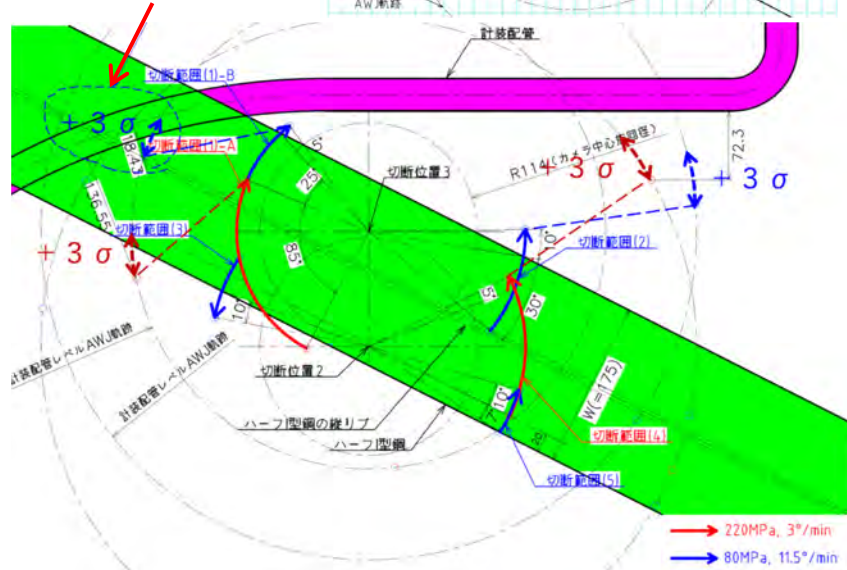 AWJ軌跡
計装配管
切断範囲(1)-B
+ 3 σ
18.43
切断範囲(1)-A
5°
25°
切断位置3
R114(カメラ中心軌跡径)
+ 3 σ
72.3
+ 3 σ
136.55
切断範囲(3)
+ 3 σ
85°
10°
切断範囲(2)
5°
30°
10°
計装配管レベルAWJ軌跡
計装配管レベルAWJ軌跡
切断位置2
W(=175)
10°
ハーフI型鋼の縦リブ
ハーフI型鋼
切断範囲(4)
切断範囲(5)
220MPa, 3°/min
80MPa, 11.5°/min